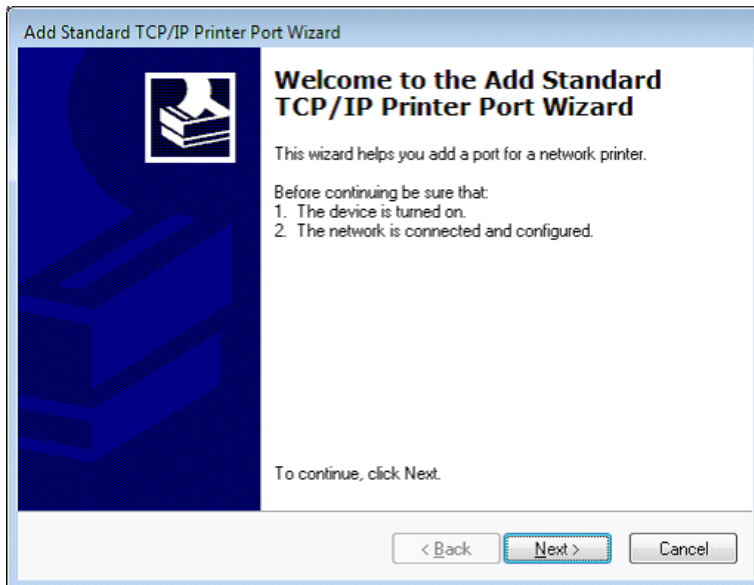 Add Standard TCP/IP Printer Port Wizard
Welcome to the Add Standard
TCP/IP Printer Port Wizard
This wizard helps you add a port for a network printer.
Before continuing be sure that:
1. The device is turned on.
2. The network is connected and configured.
To continue, click Next.
< Back
Next >
Cancel